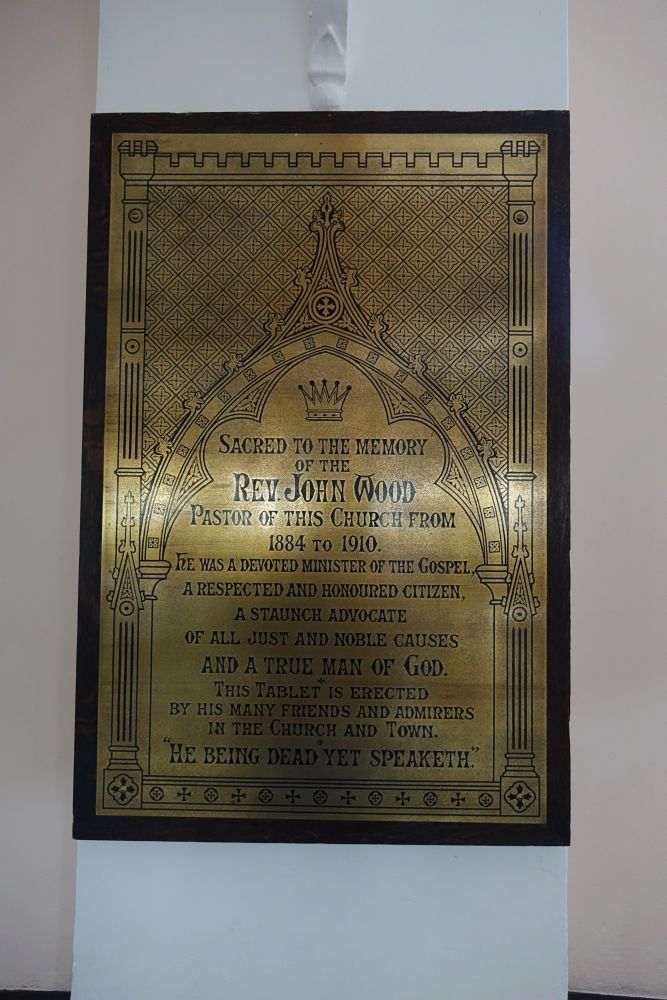 Sacred to the memory
of the
Rev. John Wood
Pastor of this Church from
1884 to 1910.
He was a devoted minister of the Gospel,
a respected and honoured citizen,
a staunch advocate
of all just and noble causes
and a true man of God.
This Tablet is erected
by his many friends and admirers
in the Church and Town.
"He being dead yet speaketh."